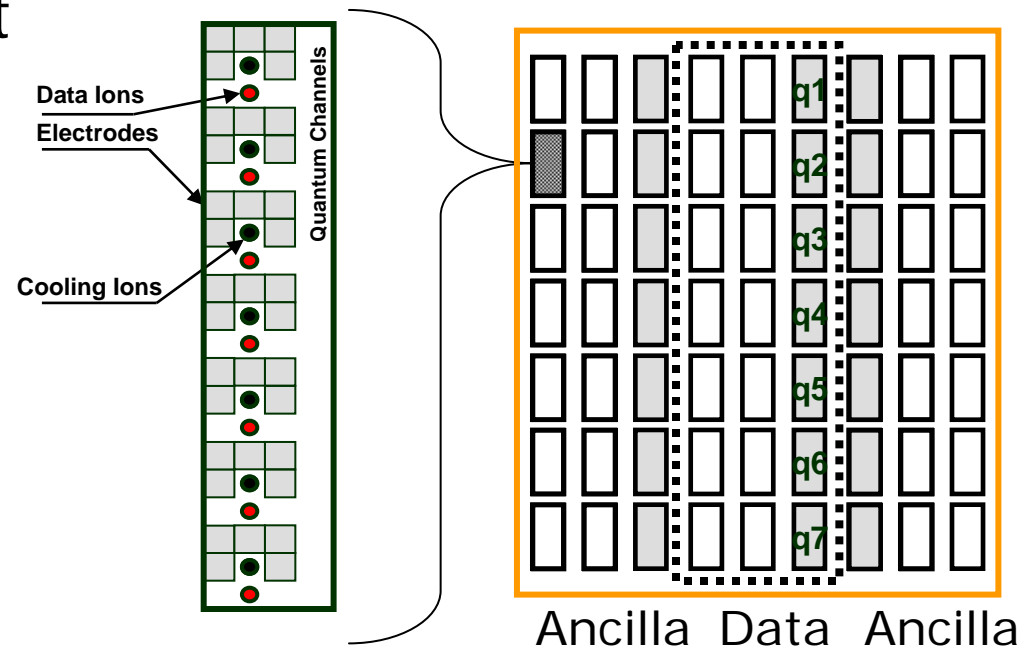 t
Data Ions
Electrodes
Cooling Ions
Quantum Channels
q1
q2
q3
q4
q5
q6
q7
Ancilla Data Ancilla